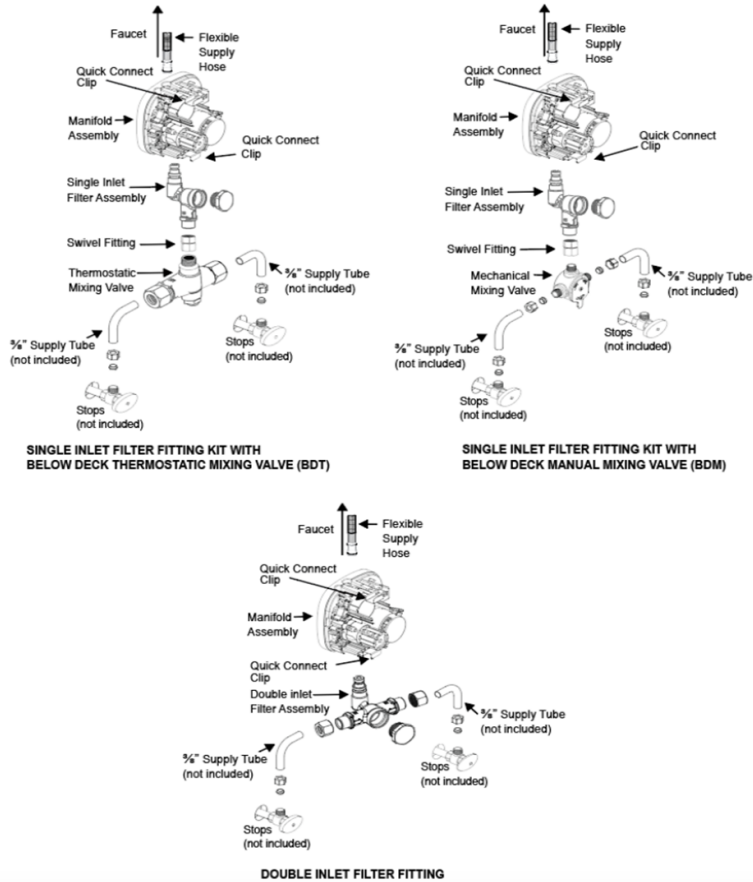 Faucet
Flexible
Supply
Hose
Quick Connect
Clip
Manifold
Assembly
Quick Connect
Clip
Single Inlet
Filter Assembly
Swivel Fitting
Thermostatic
Mixing Valve
⅜" Supply Tube
(not included)
⅜" Supply Tube
(not included)
Stops
(not included)
Stops
(not included)
SINGLE INLET FILTER FITTING KIT WITH
BELOW DECK THERMOSTATIC MIXING VALVE (BDT)
Faucet
Flexible
Supply
Hose
Quick Connect
Clip
Manifold
Assembly
Quick Connect
Clip
Single Inlet
Filter Assembly
Swivel Fitting
Mechanical
Mixing Valve
⅜" Supply Tube
(not included)
Stops
(not included)
⅜" Supply Tube
(not included)
Stops
(not included)
SINGLE INLET FILTER FITTING KIT WITH
BELOW DECK MANUAL MIXING VALVE (BDM)
Faucet
Flexible
Supply
Hose
Quick Connect
Clip
Manifold
Assembly
Quick Connect
Clip
Double inlet
Filter Assembly
⅜" Supply Tube
(not included)
⅜" Supply Tube
(not included)
Stops
(not included)
Stops
(not included)
DOUBLE INLET FILTER FITTING